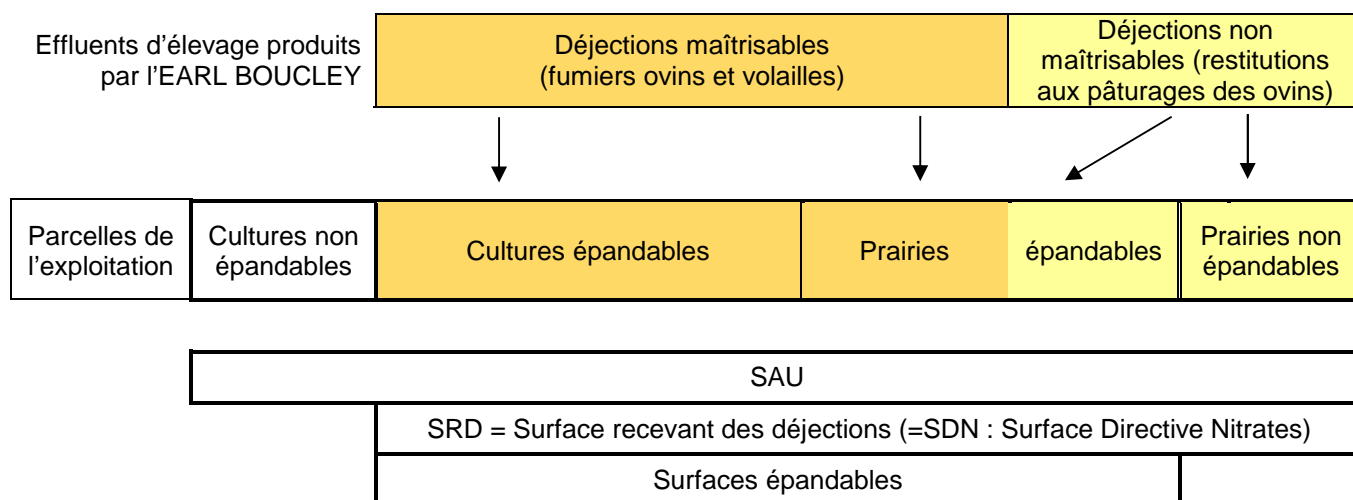 Effluents d'élevage produits
par l'EARL BOUCLEY
Déjections maîtrisables
(fumiers ovins et volailles)
Déjections non
maîtrisables (restitutions
aux pâturages des ovins)
Parcelles de
l'exploitation
Cultures non
épandables
Cultures épandables
Prairies
épandables
Prairies non
épandables
SAU
SRD = Surface recevant des déjections (=SDN : Surface Directive Nitrates)
Surfaces épandables